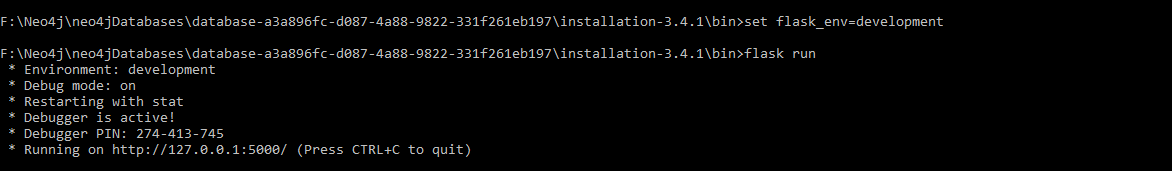 F:\Neo4j\neo4jDatabases\database-a3a896fc-d087-4a88-9822-331f261eb197\installation-3.4.1\bin>set flask_env=development
F:\Neo4j\neo4jDatabases\database-a3a896fc-d087-4a88-9822-331f261eb197\installation-3.4.1\bin>flask run
 * Environment: development
 * Debug mode: on
 * Restarting with stat
 * Debugger is active!
 * Debugger PIN: 274-413-745
 * Running on http://127.0.0.1:5000/ (Press CTRL+C to quit)